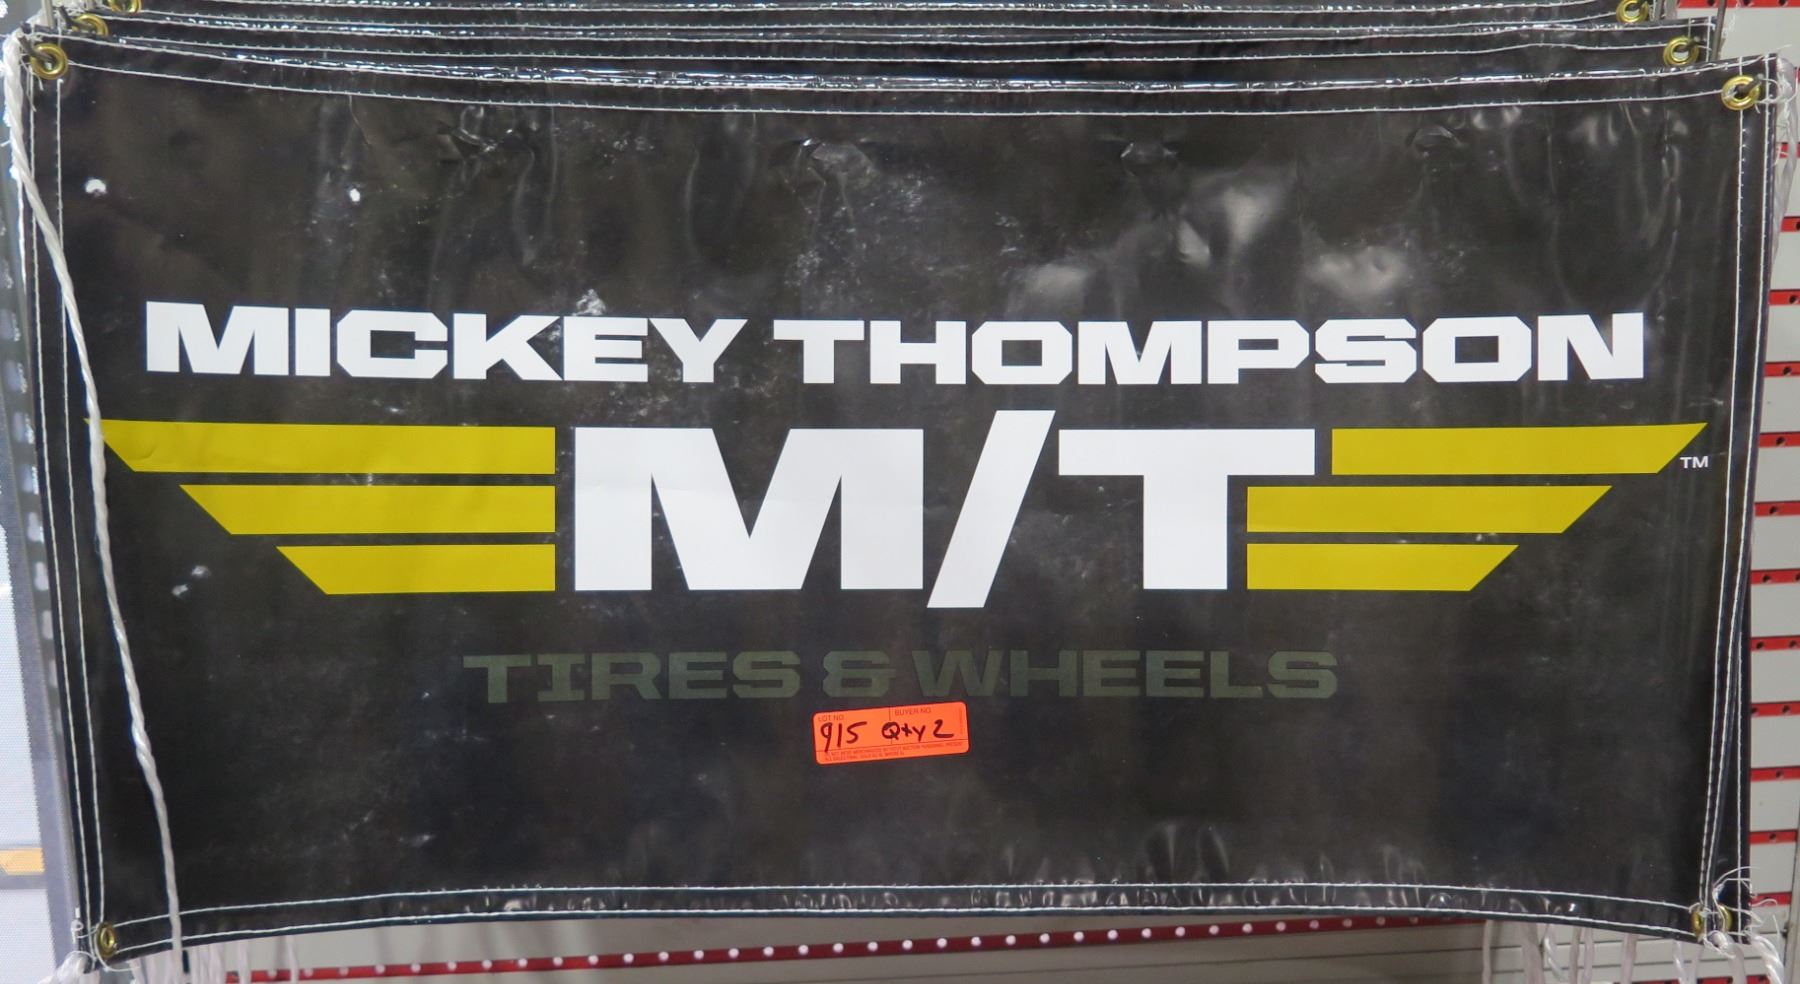 MICKEY THOMPSON
M/T
TM
TIRES & WHEELS
LOT NO. BUYER NO.
915 Qty 2